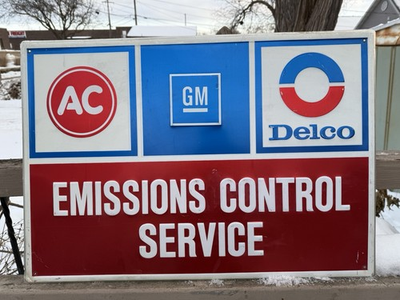 AC
GM
Delco
EMISSIONS CONTROL
SERVICE